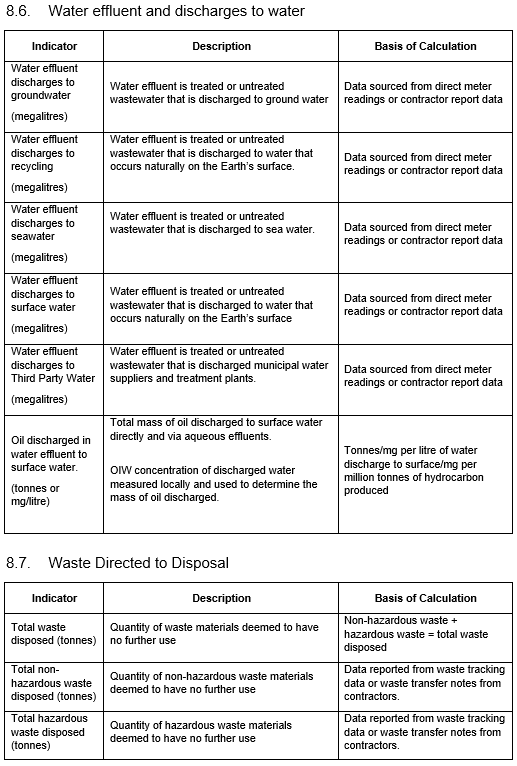 8.6. Water effluent and discharges to water
Indicator Description Basis of Calculation
Water effluent
discharges to
groundwater
(megalitres)
Water effluent is treated or untreated
wastewater that is discharged to ground water
Data sourced from direct meter
readings or contractor report data
Water effluent
discharges to
recycling
(megalitres)
Water effluent is treated or untreated
wastewater that is discharged to water that
occurs naturally on the Earth's surface.
Data sourced from direct meter
readings or contractor report data
Water effluent
discharges to
seawater
(megalitres)
Water effluent is treated or untreated
wastewater that is discharged to sea water.
Data sourced from direct meter
readings or contractor report data
Water effluent
discharges to
surface water
(megalitres)
Water effluent is treated or untreated
wastewater that is discharged to water that
occurs naturally on the Earth's surface
Data sourced from direct meter
readings or contractor report data
Water effluent
discharges to
Third Party Water
(megalitres)
Water effluent is treated or untreated
wastewater that is discharged municipal water
suppliers and treatment plants.
Data sourced from direct meter
readings or contractor report data
Oil discharged in
water effluent to
surface water.
(tonnes or
mg/litre)
Total mass of oil discharged to surface water
directly and via aqueous effluents.
OIW concentration of discharged water
measured locally and used to determine the
mass of oil discharged.
Tonnes/mg per litre of water
discharge to surface/mg per
million tonnes of hydrocarbon
produced
8.7. Waste Directed to Disposal
Indicator Description Basis of Calculation
Total waste
disposed (tonnes)
Quantity of waste materials deemed to have
no further use
Non-hazardous waste +
hazardous waste = total waste
disposed
Total non-
hazardous waste
disposed (tonnes)
Quantity of non-hazardous waste materials
deemed to have no further use
Data reported from waste tracking
data or waste transfer notes from
contractors.
Total hazardous
waste disposed
(tonnes)
Quantity of hazardous waste materials
deemed to have no further use
Data reported from waste tracking
data or waste transfer notes from
contractors.